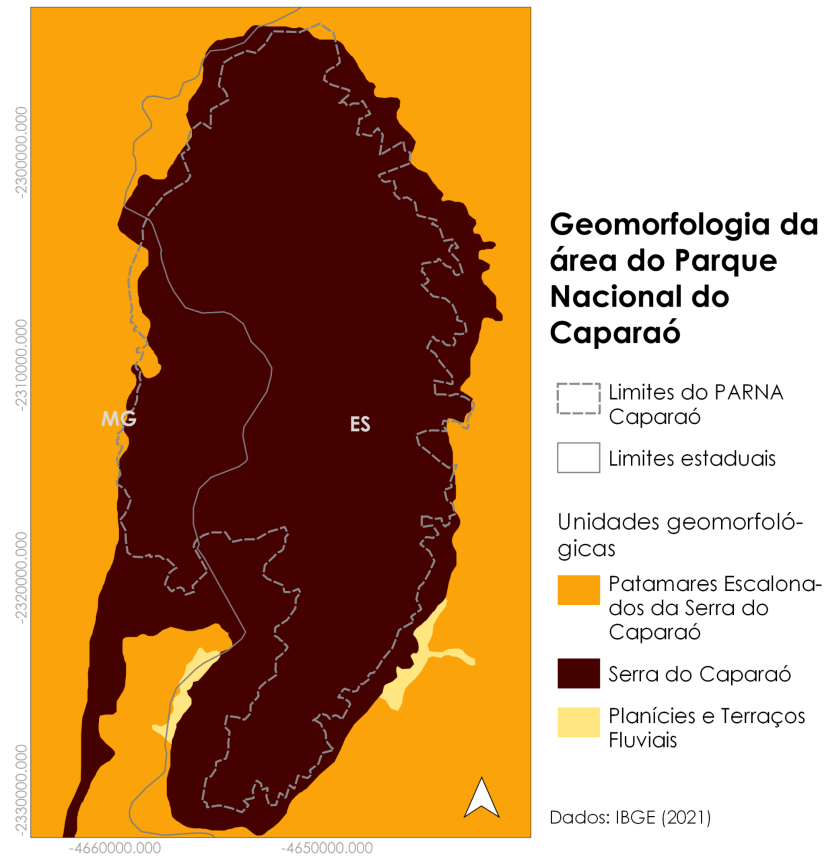 Geomorfologia da
área do Parque
Nacional do
Caparaó
Limites do PARNA
Caparaó
Limites estaduais
Unidades geomorfoló-
gicas
Patamares Escalona-
dos da Serra do
Caparaó
Serra do Caparaó
Planícies e Terraços
Fluviais
Dados: IBGE (2021)
MG
ES
-2300000.000
-2310000.000
-2320000.000
-2330000.000
-4660000.000
-4650000.000